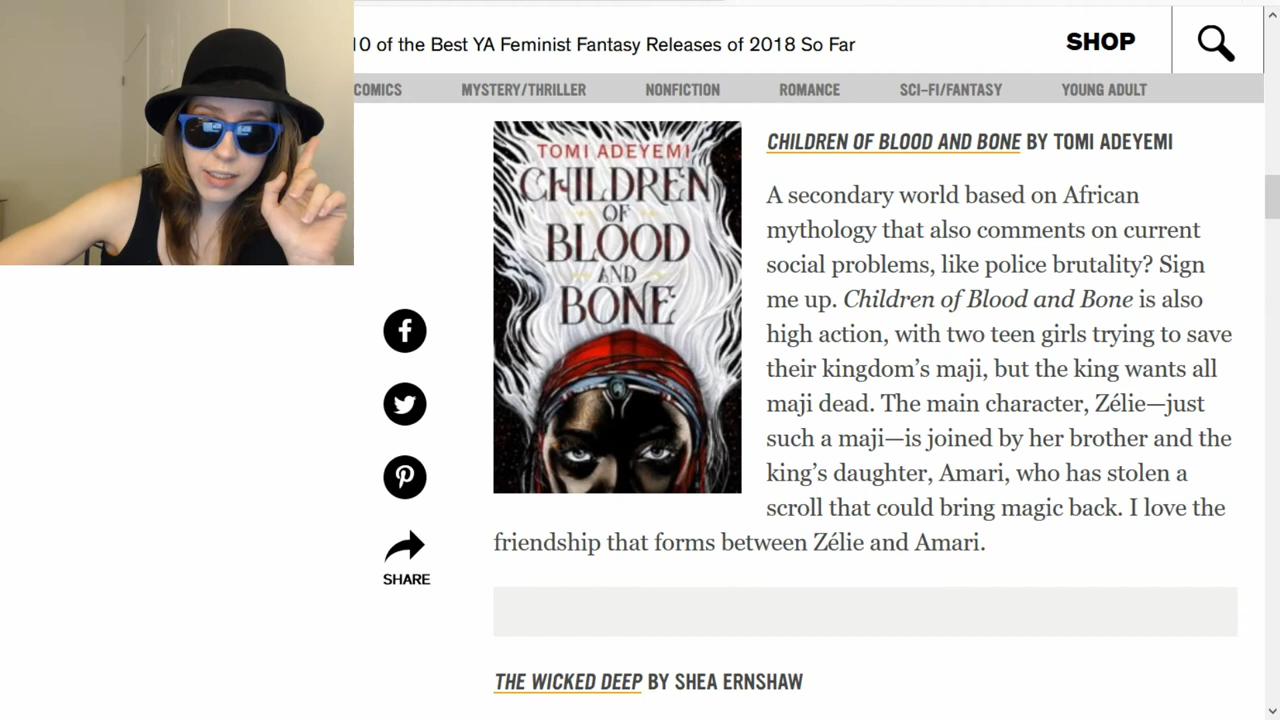 10 of the Best YA Feminist Fantasy Releases of 2018 So Far
SHOP
COMICS MYSTERY/THRILLER NONFICTION ROMANCE SCI-FI/FANTASY YOUNG ADULT
TOMI ADEYEMI
CHILDREN
OF
BLOOD
AND
BONE
CHILDREN OF BLOOD AND BONE BY TOMI ADEYEMI
A secondary world based on African
mythology that also comments on current
social problems, like police brutality? Sign
me up. Children of Blood and Bone is also
high action, with two teen girls trying to save
their kingdom’s maji, but the king wants all
maji dead. The main character, Zélie—just
such a maji—is joined by her brother and the
king’s daughter, Amari, who has stolen a
scroll that could bring magic back. I love the
friendship that forms between Zélie and Amari.
SHARE
THE WICKED DEEP BY SHEA ERNSHAW